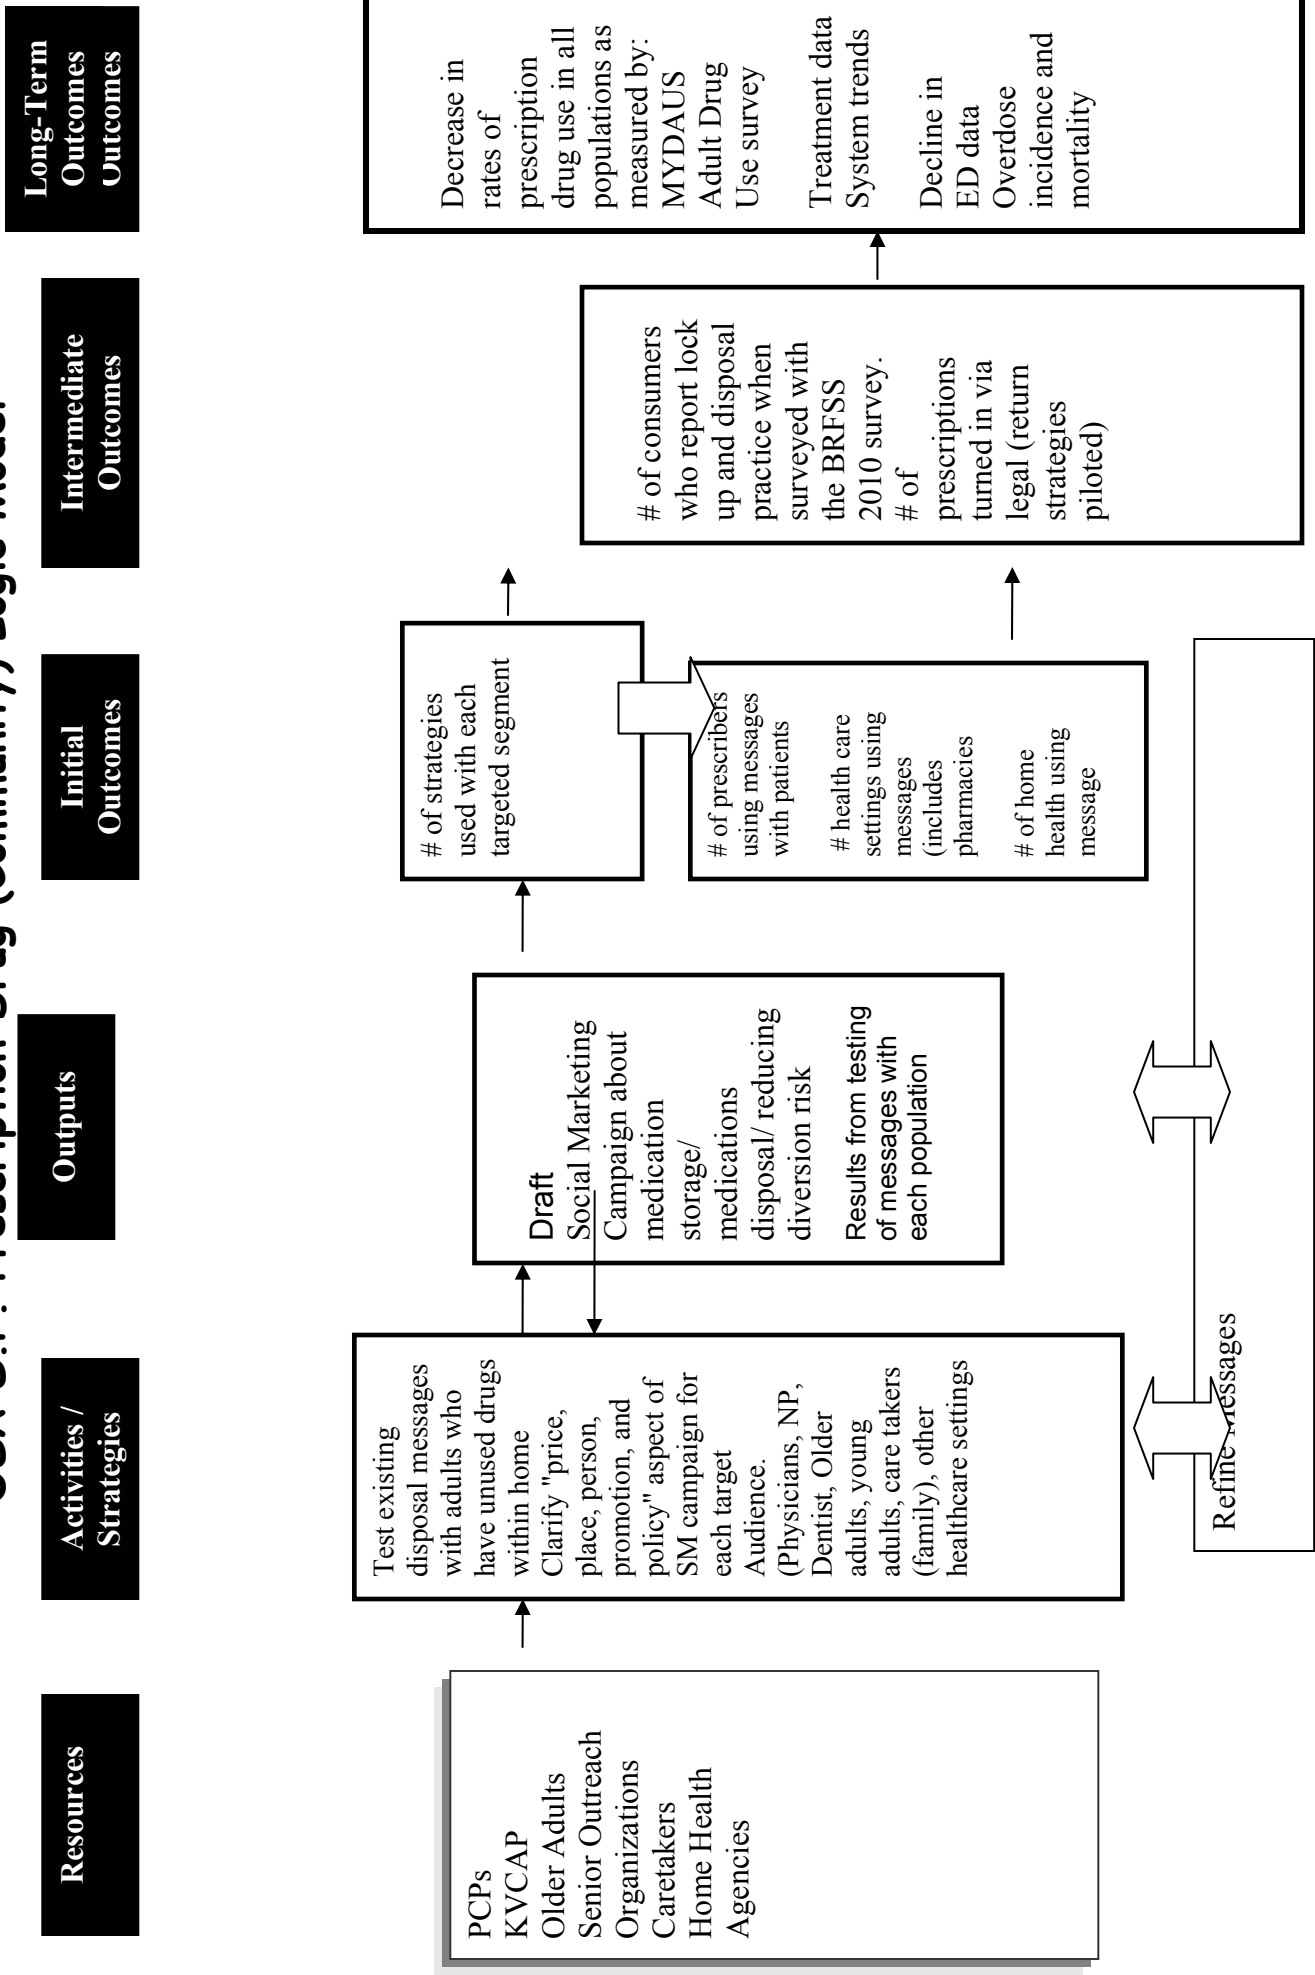 Prescription Drug (Community) Logic Model
Resources
Activities /
Strategies
Outputs
Initial
Outcomes
Intermediate
Outcomes
Long-Term
Outcomes
Outcomes
PCPs
KVCAP
Older Adults
Senior Outreach
Organizations
Caretakers
Home Health
Agencies
Test existing
disposal messages
with adults who
have unused drugs
within home
Clarify "price,
place, person,
promotion, and
policy" aspect of
SM campaign for
each target
Audience.
(Physicians, NP,
Dentist, Older
adults, young
adults, care takers
(family), other
healthcare settings
Draft
Social Marketing
Campaign about
medication
storage/
medications
disposal/ reducing
diversion risk
Results from testing
of messages with
each population
# of strategies
used with each
targeted segment
# of prescribers
using messages
with patients
# health care
settings using
messages
(includes
pharmacies
# of home
health using
message
# of consumers
who report lock
up and disposal
practice when
surveyed with
the BRFSS
2010 survey.
# of
prescriptions
turned in via
legal (return
strategies
piloted)
Decrease in
rates of
prescription
drug use in all
populations as
measured by:
MYDAUS
Adult Drug
Use survey
Treatment data
System trends
Decline in
ED data
Overdose
incidence and
mortality
Refine Messages